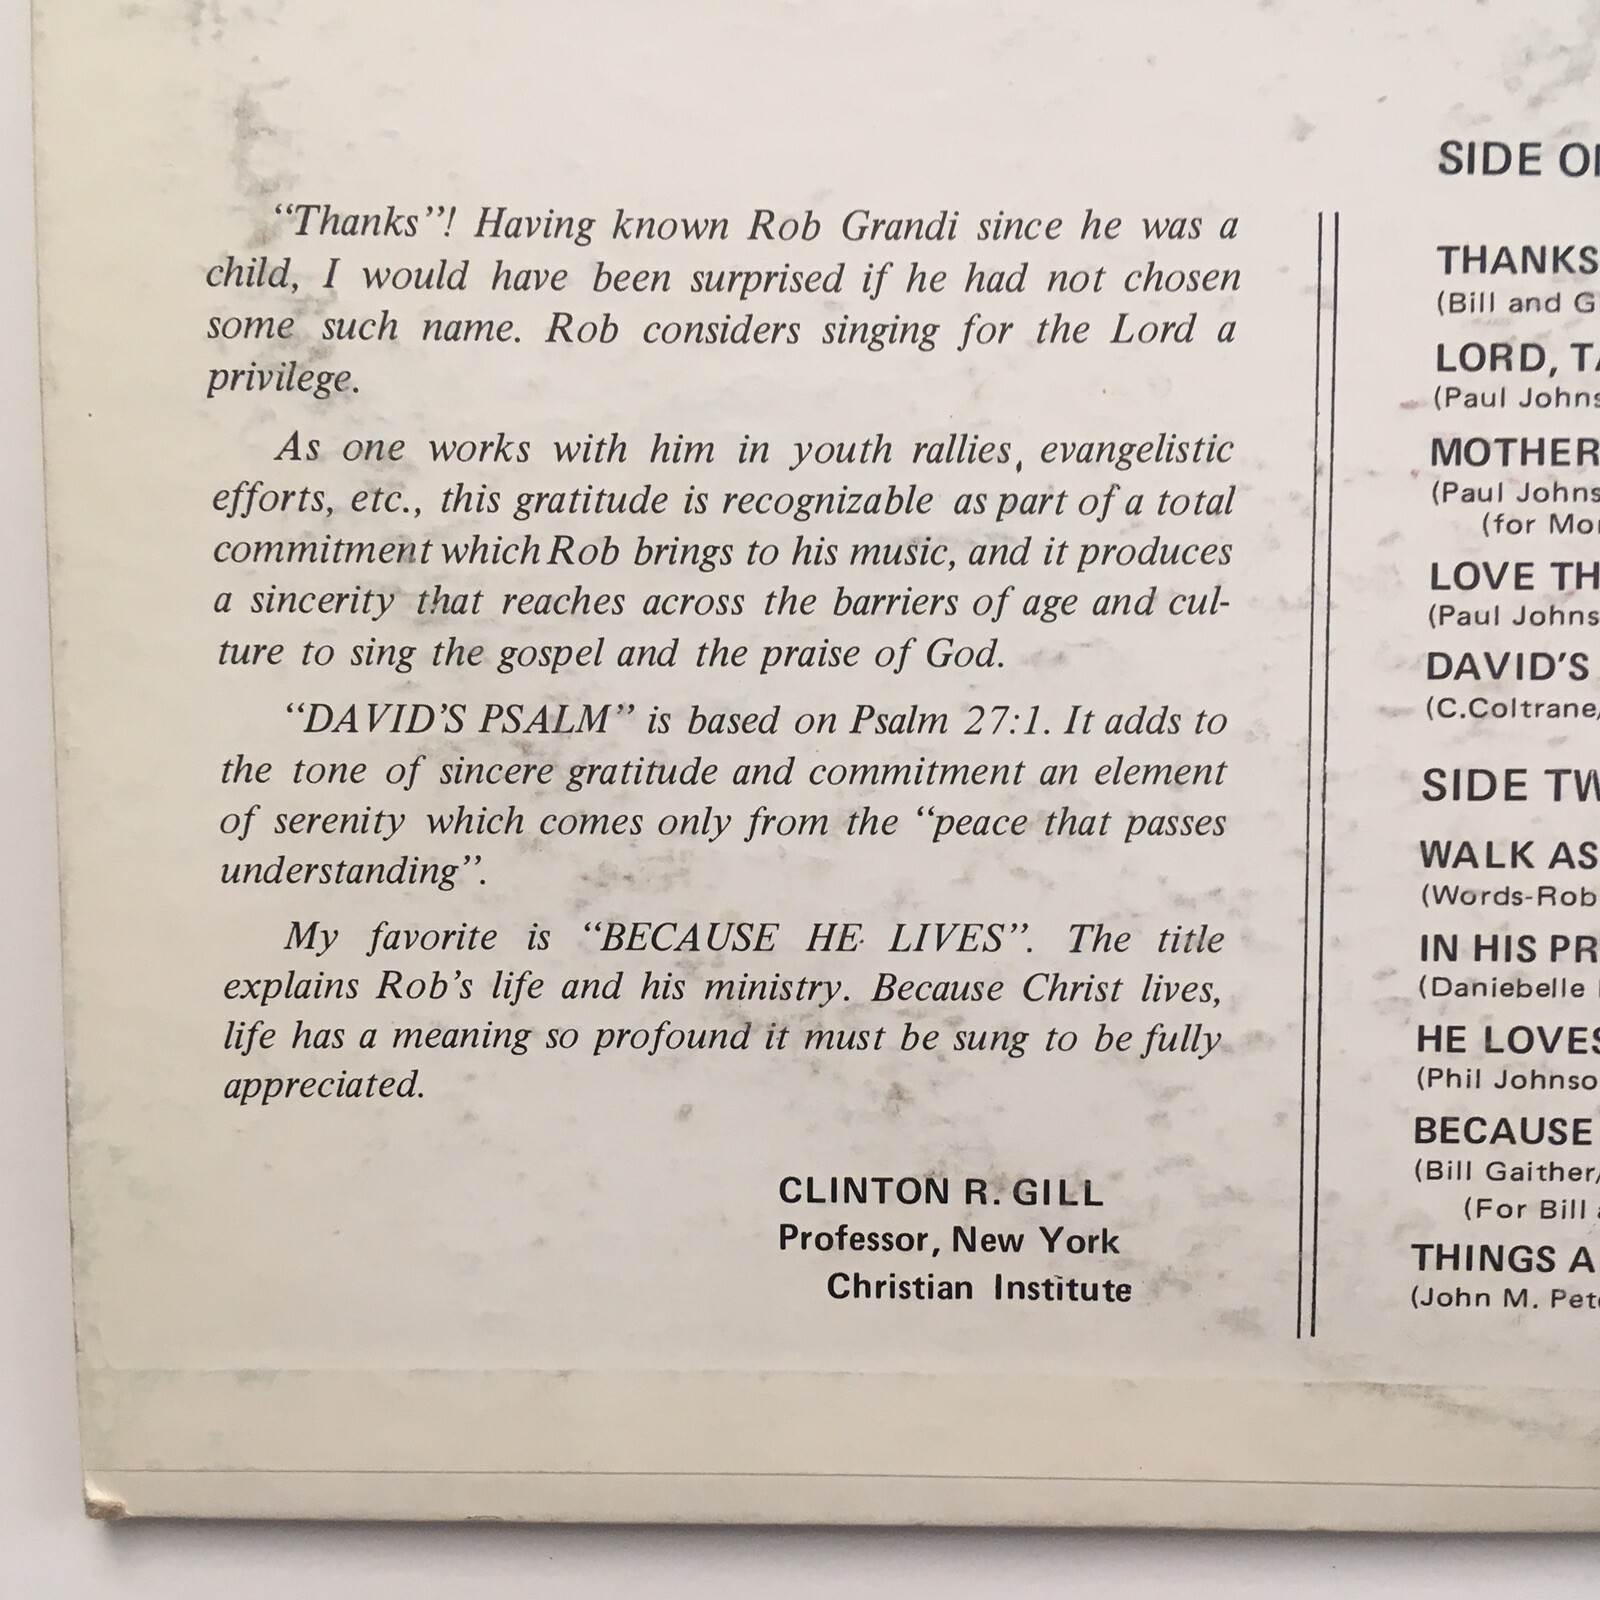 “Thanks”! Having known Rob Grandi since he was a
child, I would have been surprised if he had not chosen
some such name. Rob considers singing for the Lord a
privilege.
As one works with him in youth rallies, evangelistic
efforts, etc., this gratitude is recognizable as part of a total
commitment which Rob brings to his music, and it produces
a sincerity that reaches across the barriers of age and cul-
ture to sing the gospel and the praise of God.
“DAVID’S PSALM” is based on Psalm 27:1. It adds to
the tone of sincere gratitude and commitment an element
of serenity which comes only from the “peace that passes
understanding”.
My favorite is “BECAUSE HE LIVES”. The title
explains Rob’s life and his ministry. Because Christ lives,
life has a meaning so profound it must be sung to be fully
appreciated.
CLINTON R. GILL
Professor, New York
Christian Institute
SIDE
THANKS
(Bill and G
LORD,
(Paul Johns
MOTHER
(Paul Johns
(for
LOVE TH
(Paul Johns
DAVID’S
(C.Coltrane/
SIDE TW
WALK AS
(Words-Rob
IN HIS PR
(Daniebelle
HE LOVES
(Phil Johnso
BECAUSE
(Bill Gaither/
(For Bill
THINGS A
(John M. Pet